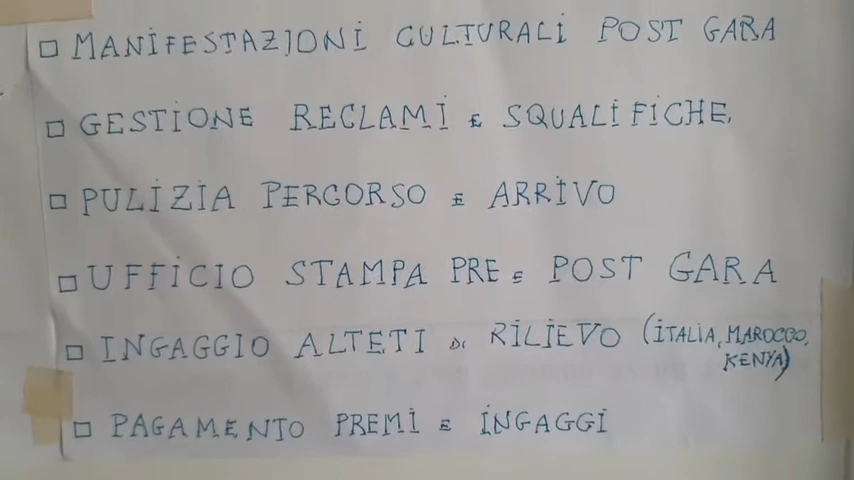 □ MANIFESTAZIONI CULTURALI POST GARA
□ GESTIONE RECLAMI E SQUALIFICHE,
□ PULIZIA PERCORSO E ARRIVO
□ UFFICIO STAMPA PRE E POST GARA
□ INGAGGIO ALTETI DI RILIEVO (ITALIA, MAROCCO,
KENYA)
□ PAGAMENTO PREMI E INGAGGI